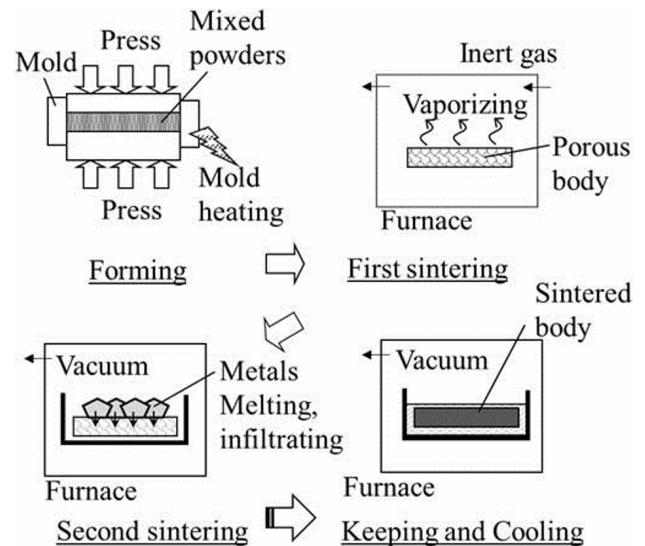 Press
Mixed
powders
Mold
Mold
heating
Press
Forming
Inert gas
Vaporizing
Porous
body
Furnace
First sintering
Vacuum
Metals
Melting,
infiltrating
Furnace
Second sintering
Sintered
body
Vacuum
Furnace
Keeping and Cooling